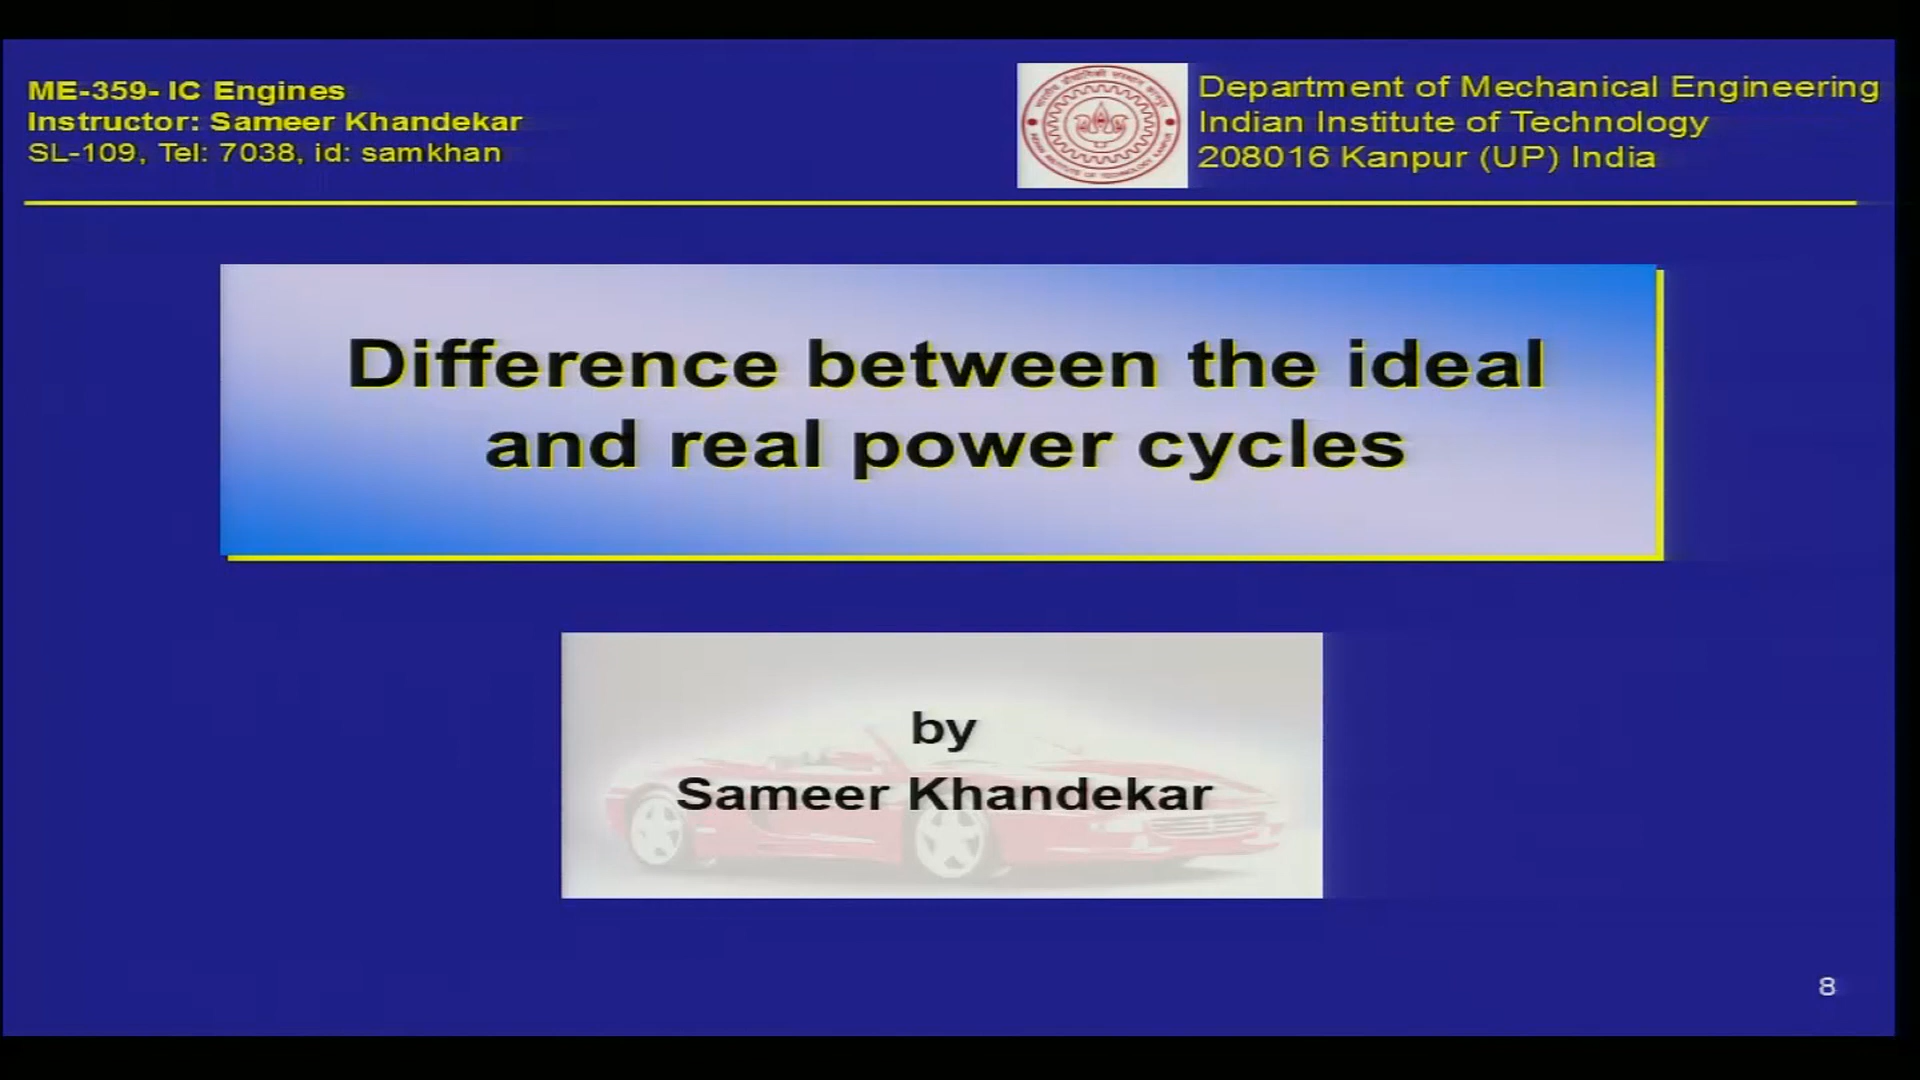 ME-359- IC Engines
Instructor: Sameer Khandekar
SL-109, Tel: 7038, id: samkhan
Department of Mechanical Engineering
Indian Institute of Technology
208016 Kanpur (UP) India
Difference between the ideal
and real power cycles
by
Sameer Khandekar
8